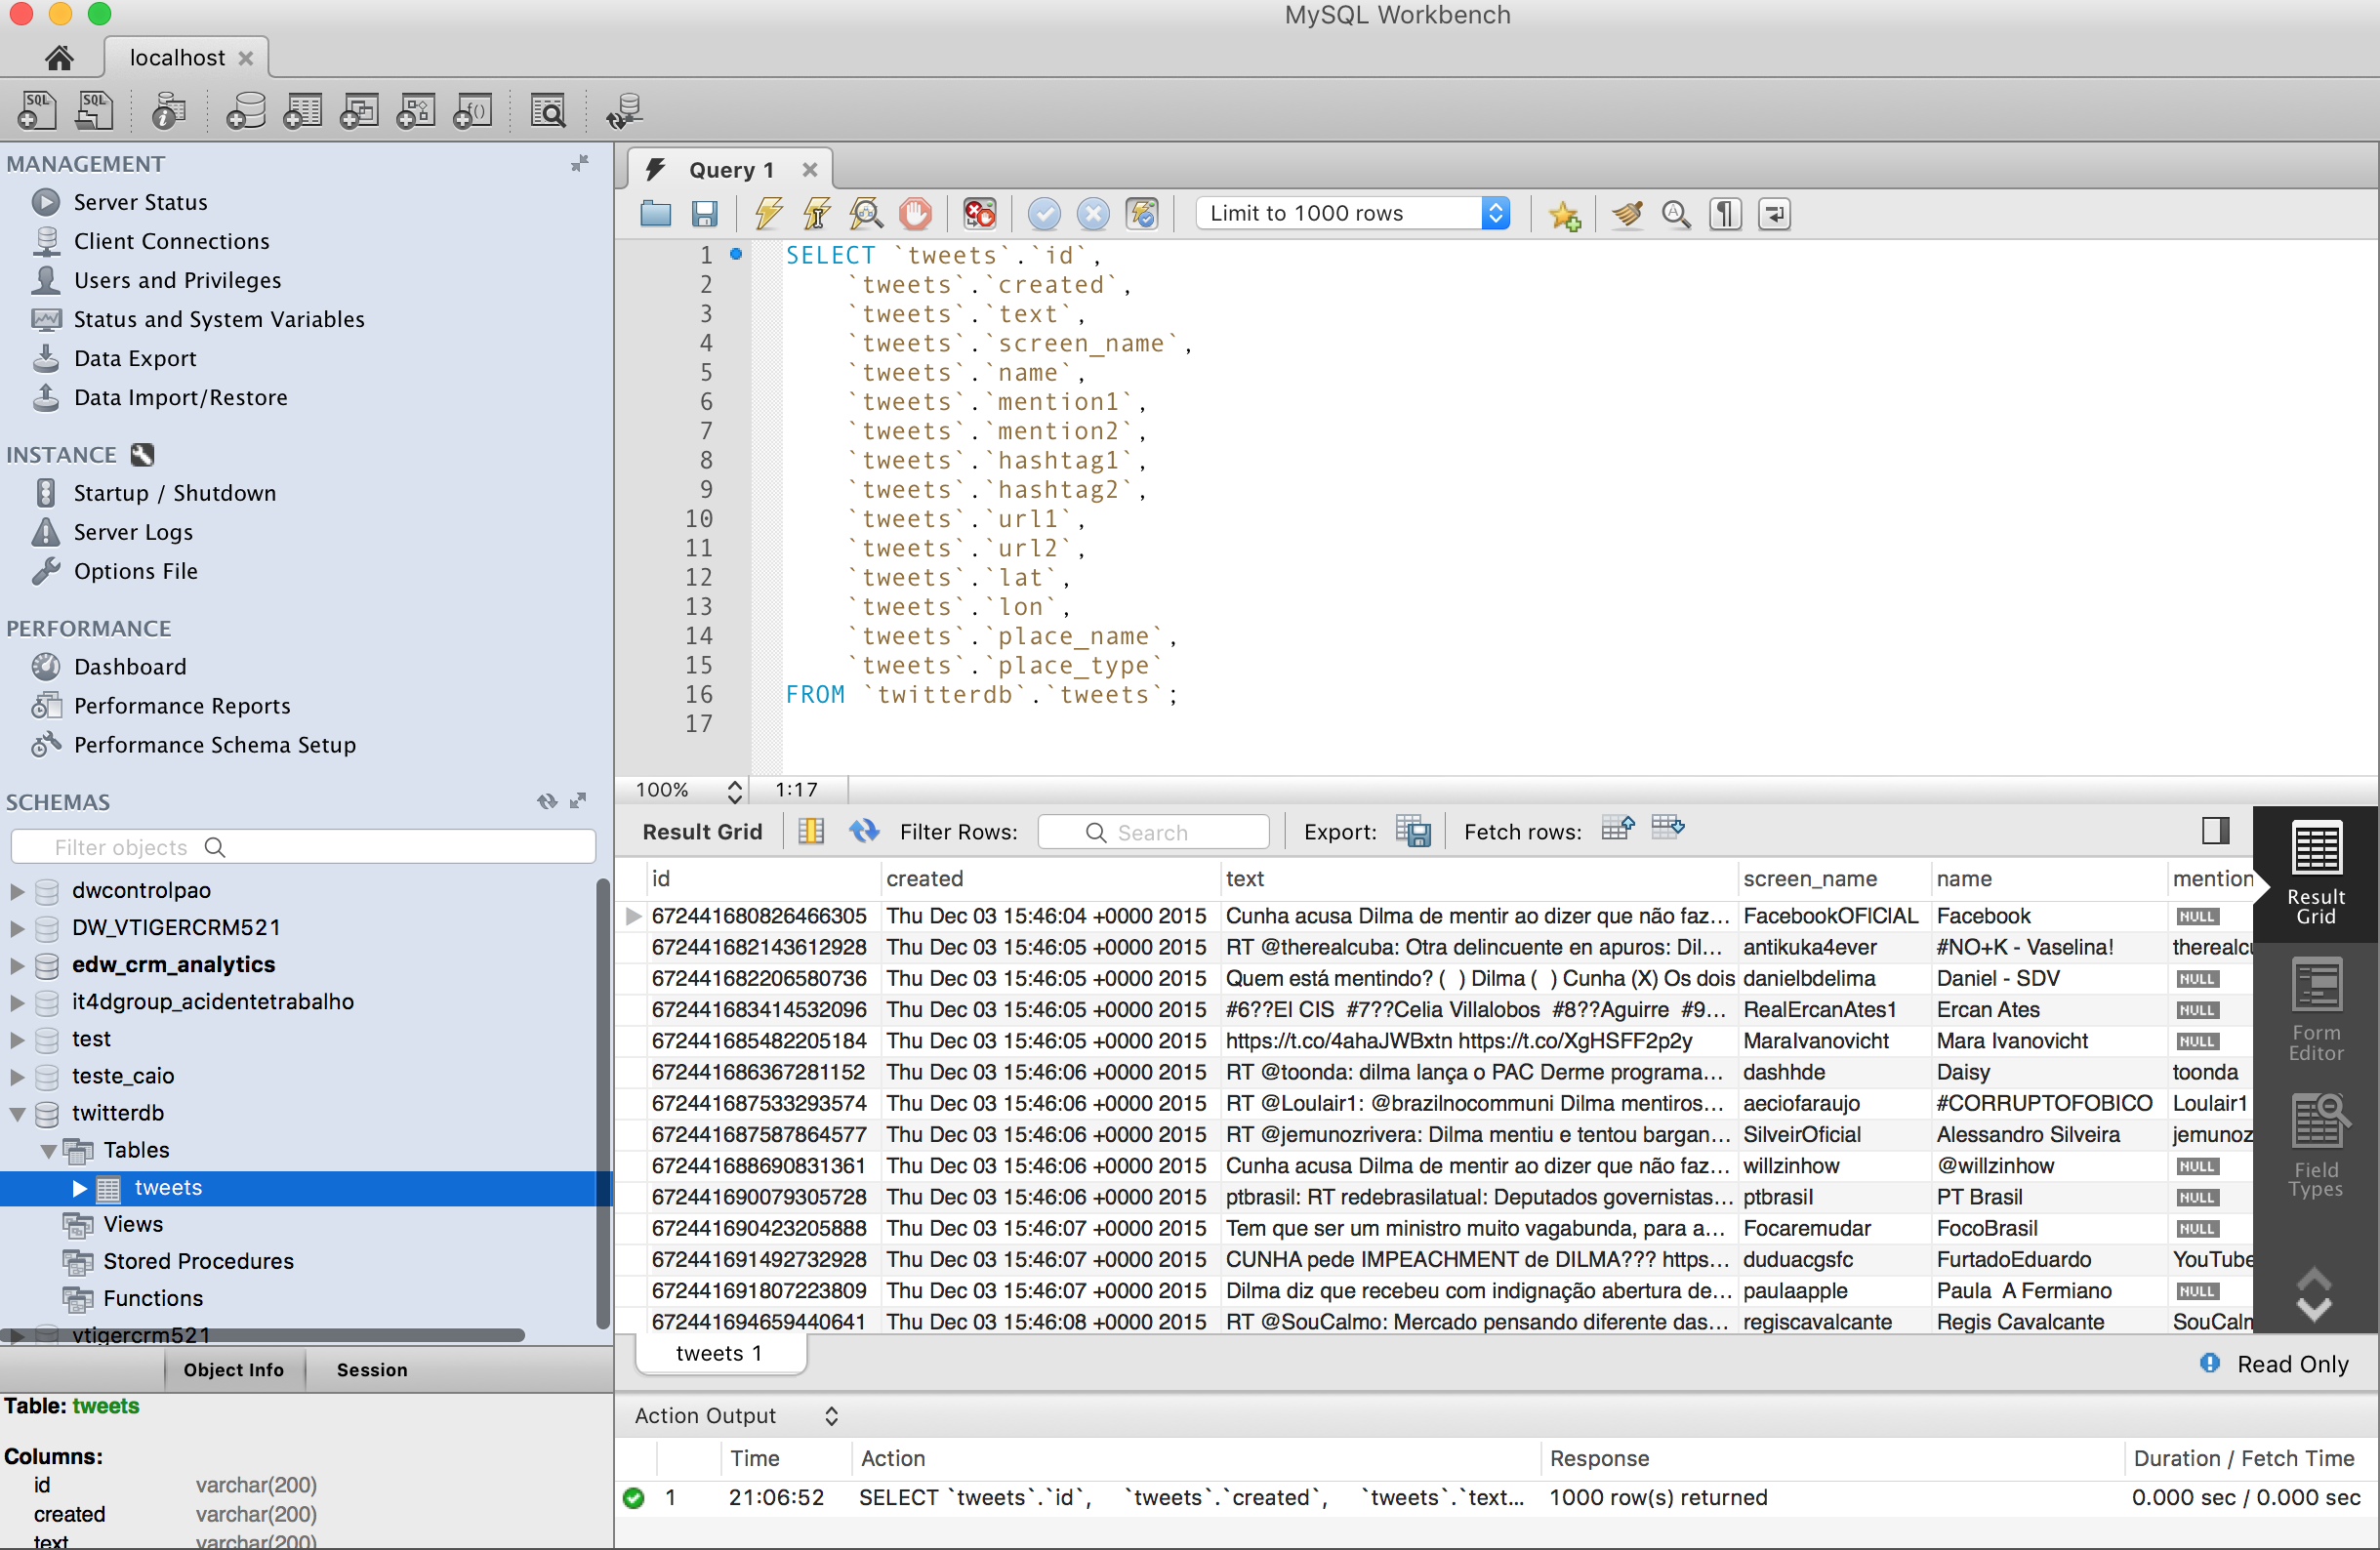 MySQL Workbench
localhost
MANAGEMENT
Server Status
Client Connections
Users and Privileges
Status and System Variables
Data Export
Data Import/Restore
INSTANCE
Startup / Shutdown
Server Logs
Options File
PERFORMANCE
Dashboard
Performance Reports
Performance Schema Setup
SCHEMAS
Filter objects
dwcontrolpao
DW_VTIGERCRM521
edw_crm_analytics
it4dgroup_acidentetrabalho
test
teste_caio
twitterdb
Tables
tweets
Views
Stored Procedures
Functions
vtigercrm521
Object Info Session
Table: tweets
Columns:
id varchar(200)
created varchar(200)
text varchar(200)
Query 1
Limit to 1000 rows
1 SELECT `tweets`.`id`,
2 `tweets`.`created`,
3 `tweets`.`text`,
4 `tweets`.`screen_name`,
5 `tweets`.`name`,
6 `tweets`.`mention1`,
7 `tweets`.`mention2`,
8 `tweets`.`hashtag1`,
9 `tweets`.`hashtag2`,
10 `tweets`.`url1`,
11 `tweets`.`url2`,
12 `tweets`.`lat`,
13 `tweets`.`lon`,
14 `tweets`.`place_name`,
15 `tweets`.`place_type`
16 FROM `twitterdb`.`tweets`;
17
100% 1:17
Result Grid Filter Rows: Search Export: Fetch rows:
id created text screen_name name mention
672441680826466305 Thu Dec 03 15:46:04 +0000 2015 Cunha acusa Dilma de mentir ao dizer que não faz... FacebookOFICIAL Facebook NULL
672441682143612928 Thu Dec 03 15:46:05 +0000 2015 RT @therealcuba: Otra delincuente en apuros: Dil... antikuka4ever #NO+K - Vaselina! therealcu
672441682206580736 Thu Dec 03 15:46:05 +0000 2015 Quem está mentindo? ( ) Dilma ( ) Cunha (X) Os dois danielbdelima Daniel - SDV NULL
672441683414532096 Thu Dec 03 15:46:05 +0000 2015 #6??El CIS #7??Celia Villalobos #8??Aguirre #9... RealErcanAtes1 Ercan Ates NULL
672441685482205184 Thu Dec 03 15:46:05 +0000 2015 https://t.co/4ahaJWBxtn https://t.co/XgHSFF2p2y MaraIvanovicht Mara Ivanovicht NULL
672441686367281152 Thu Dec 03 15:46:06 +0000 2015 RT @toonda: dilma lança o PAC Derme programa... dashhde Daisy toonda
672441687533293574 Thu Dec 03 15:46:06 +0000 2015 RT @Loulair1: @brazilnocommuni Dilma mentiros... aeciofaraujo #CORRUPTOFOBICO Loulair1
672441687587864577 Thu Dec 03 15:46:06 +0000 2015 RT @jemunozrivera: Dilma mentiu e tentou bargan... SilveirOficial Alessandro Silveira jemunoz
672441688690831361 Thu Dec 03 15:46:06 +0000 2015 Cunha acusa Dilma de mentir ao dizer que não faz... willzinhow @willzinhow NULL
672441690079305728 Thu Dec 03 15:46:06 +0000 2015 ptbrasil: RT redebrasilatual: Deputados governistas... ptbrasil PT Brasil NULL
672441690423205888 Thu Dec 03 15:46:07 +0000 2015 Tem que ser um ministro muito vagabunda, para a... Focaremudar FocoBrasil NULL
672441691492732928 Thu Dec 03 15:46:07 +0000 2015 CUNHA pede IMPEACHMENT de DILMA??? https... duduacgsfc FurtadoEduardo YouTube
672441691807223809 Thu Dec 03 15:46:07 +0000 2015 Dilma diz que recebeu com indignação abertura de... paulaapple Paula A Fermiano NULL
672441694659440641 Thu Dec 03 15:46:08 +0000 2015 RT @SouCalmo: Mercado pensando diferente das... regiscavalcante Regis Cavalcante SouCalm
Result
Grid
Form
Editor
Field
Types
tweets 1
Read Only
Action Output
Time Action Response Duration / Fetch Time
1 21:06:52 SELECT `tweets`.`id`, `tweets`.`created`, `tweets`.`text... 1000 row(s) returned 0.000 sec / 0.000 sec